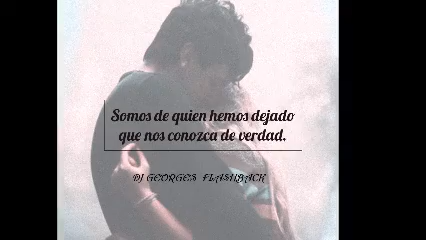 Somos de quien hemos dejado
que nos conozca de verdad.
DJ GEORGES FLASHBACK